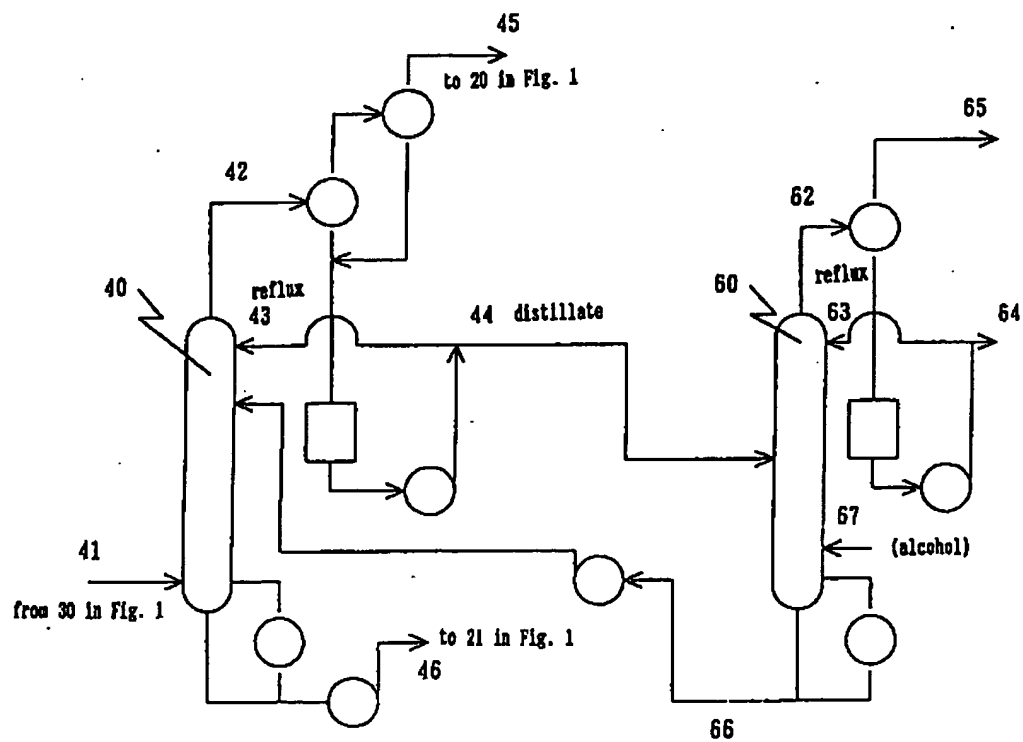 45
to 20 in Fig. 1
65
42
62
40
reflux
43
44 distillate
60
reflux
63
64
67
(alcohol)
41
from 30 in Fig. 1
to 21 in Fig. 1
46
66